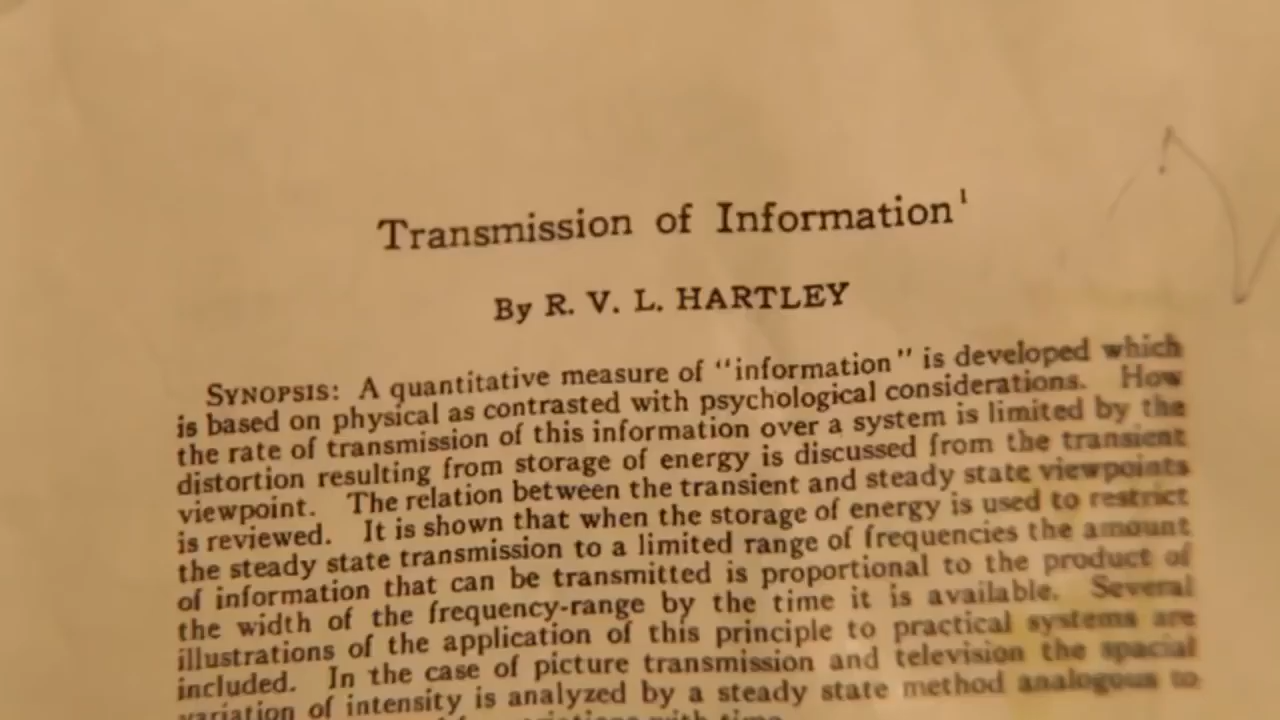 Transmission of Information¹
By R. V. L. HARTLEY
SYNOPSIS: A quantitative measure of "information" is developed which
is based on physical as contrasted with psychological considerations. How
the rate of transmission of this information over a system is limited by the
distortion resulting from storage of energy is discussed from the transient
viewpoint. The relation between the transient and steady state viewpoints
is reviewed. It is shown that when the storage of energy is used to restrict
the steady state transmission to a limited range of frequencies the amount
of information that can be transmitted is proportional to the product of
the width of the frequency-range by the time it is available. Several
illustrations of the application of this principle to practical systems are
included. In the case of picture transmission and television the spacial
variation of intensity is analyzed by a steady state method analogous to
with time.